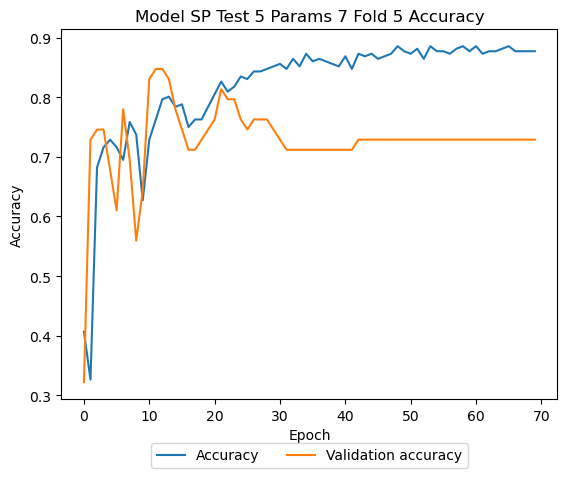 Model SP Test 5 Params 7 Fold 5 Accuracy
0.9
0.8
0.7
0.6
0.5
0.4
0.3
Accuracy
0 10 20 30 40 50 60 70
Epoch
Accuracy Validation accuracy